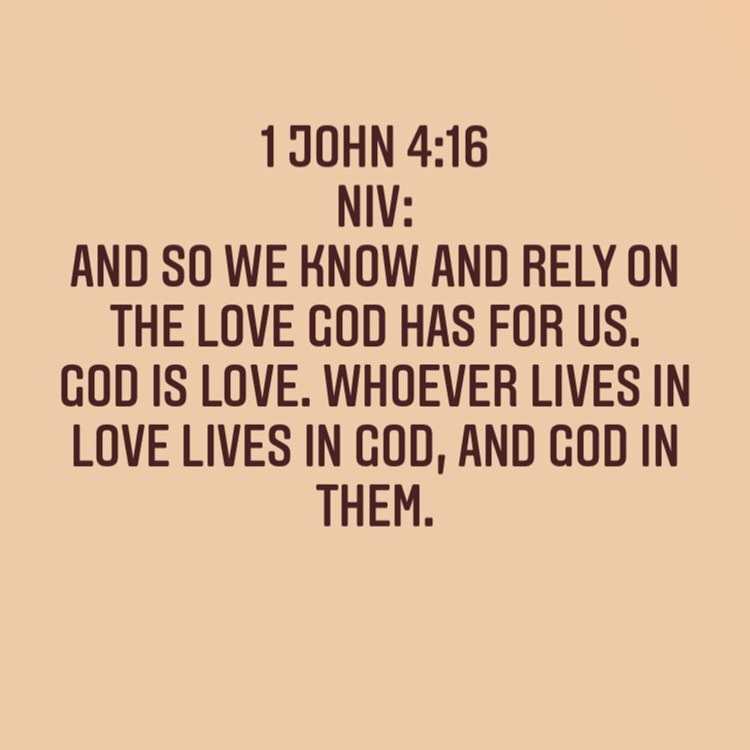 1 JOHN 4:16
NIV:
AND SO WE KNOW AND RELY ON
THE LOVE GOD HAS FOR US.
GOD IS LOVE. WHOEVER LIVES IN
LOVE LIVES IN GOD, AND GOD IN
THEM.